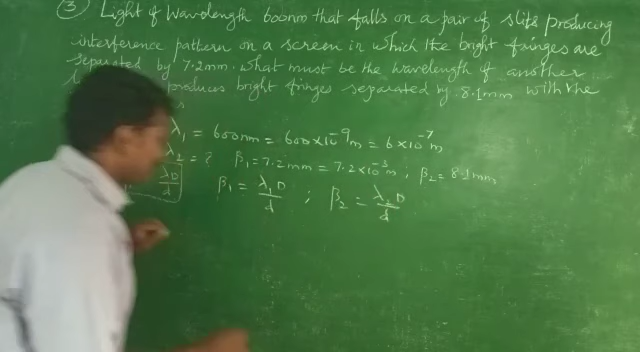 ③ Light of wavelength 600nm that falls on a pair of slits producing
interference pattern on a screen in which the bright fringes are
separated by 7.2mm. what must be the wavelength of another
produces bright fringes separated by 8.1mm with the
λ₁ = 600nm = 600×10⁻⁹m = 6×10⁻⁷m
λ₂ = ? β₁ = 7.2mm = 7.2×10⁻³m ; β₂ = 8.1mm
λD/d β₁ = λ₁D/d ; β₂ = λ₂D/d